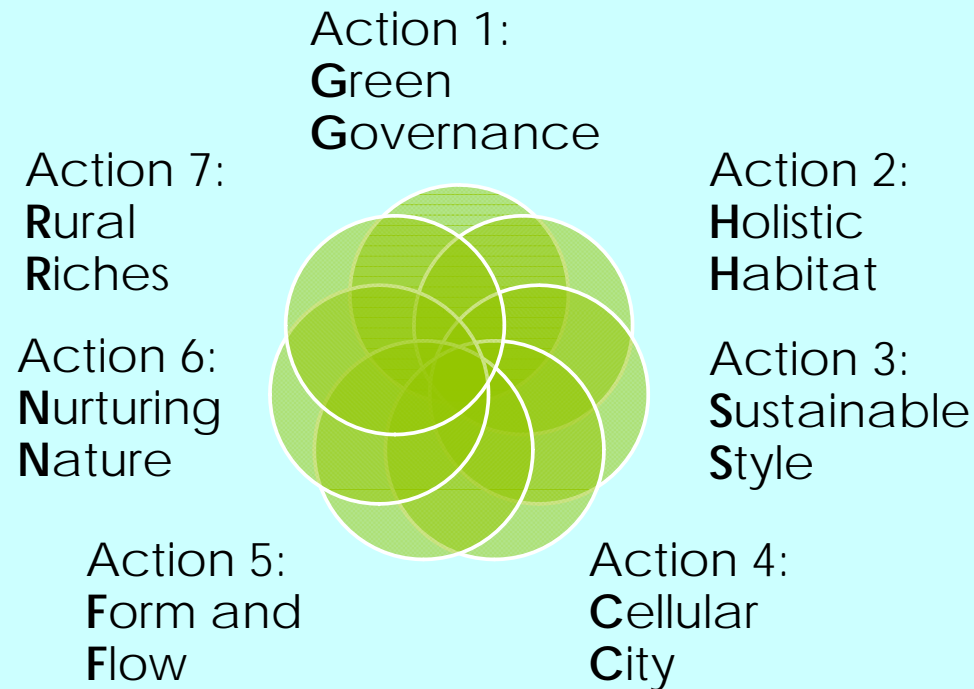 Action 1:
Green
Governance
Action 2:
Holistic
Habitat
Action 3:
Sustainable
Style
Action 4:
Cellular
City
Action 5:
Form and
Flow
Action 6:
Nurturing
Nature
Action 7:
Rural
Riches